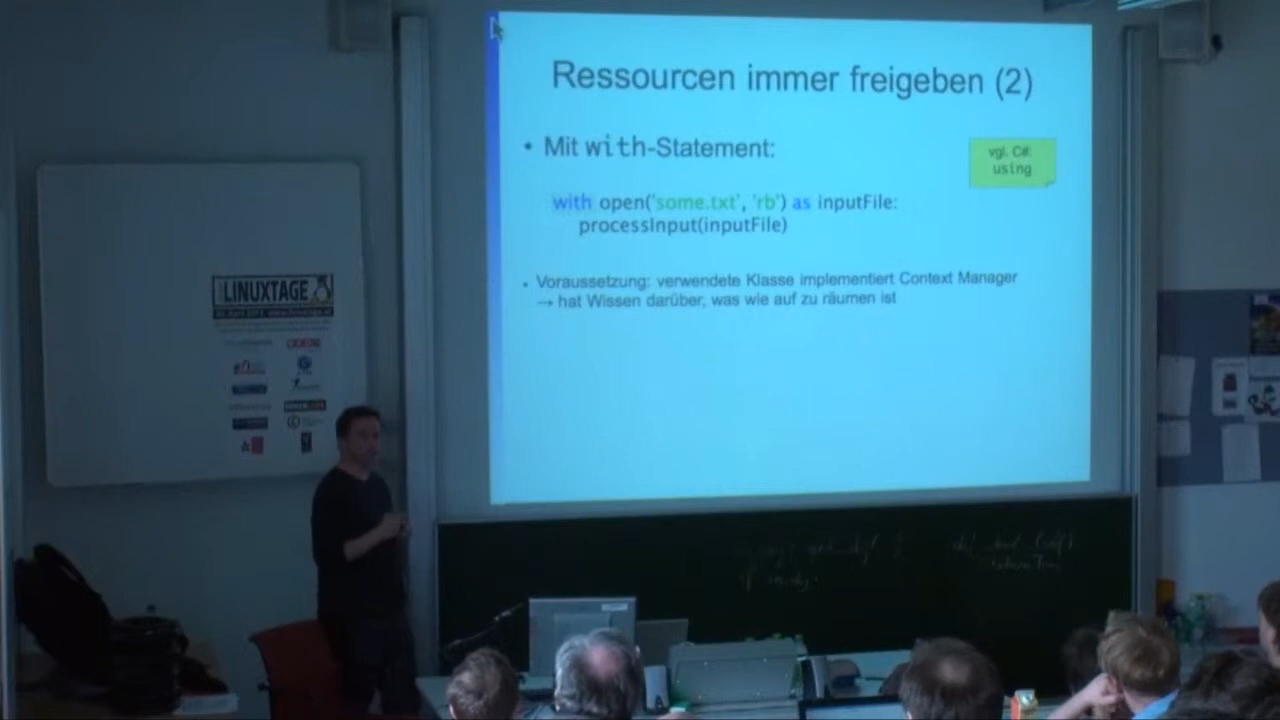 Ressourcen immer freigeben (2)
• Mit with-Statement:
vgl. C#:
using
with open('some.txt', 'rb') as inputFile:
processInput(inputFile)
• Voraussetzung: verwendete Klasse implementiert Context Manager
→ hat Wissen darüber, was wie auf zu räumen ist
LINUXTAGE